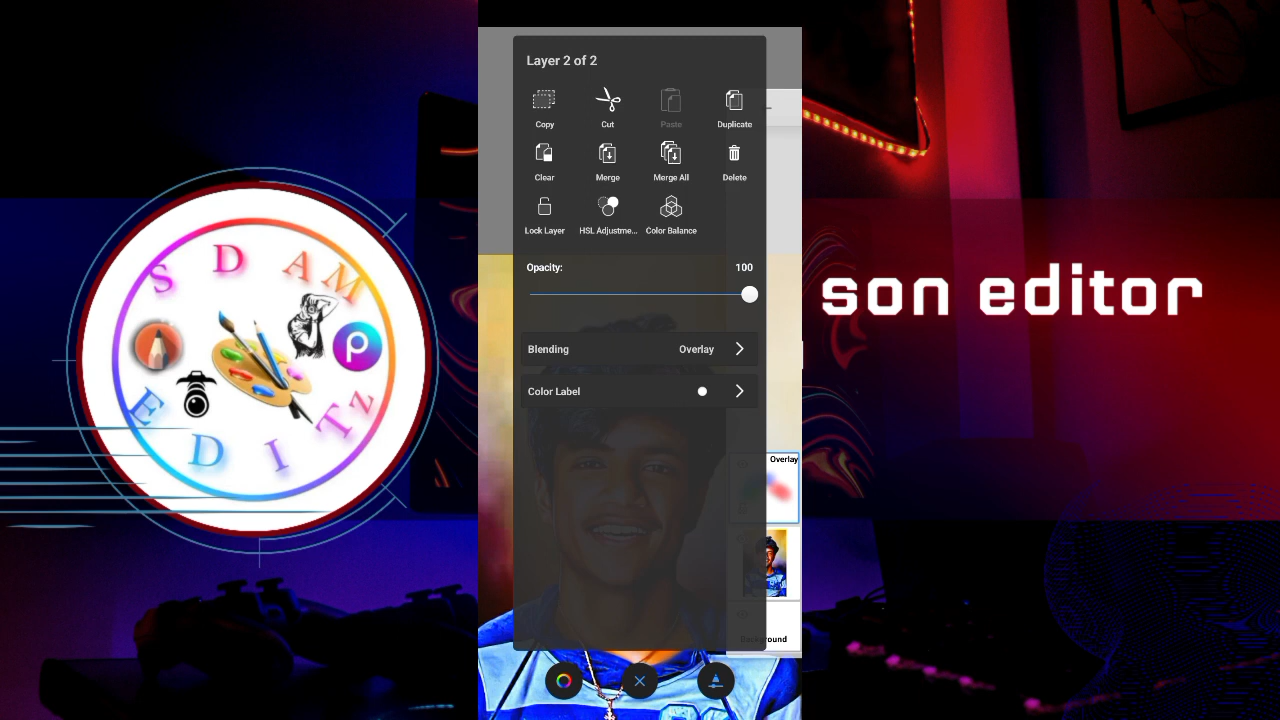 S D A M
E D I T z
Layer 2 of 2
Copy Cut Paste Duplicate
Clear Merge Merge All Delete
Lock Layer HSL Adjustme... Color Balance
Opacity: 100
Blending Overlay
Color Label
Overlay
Background
son editor